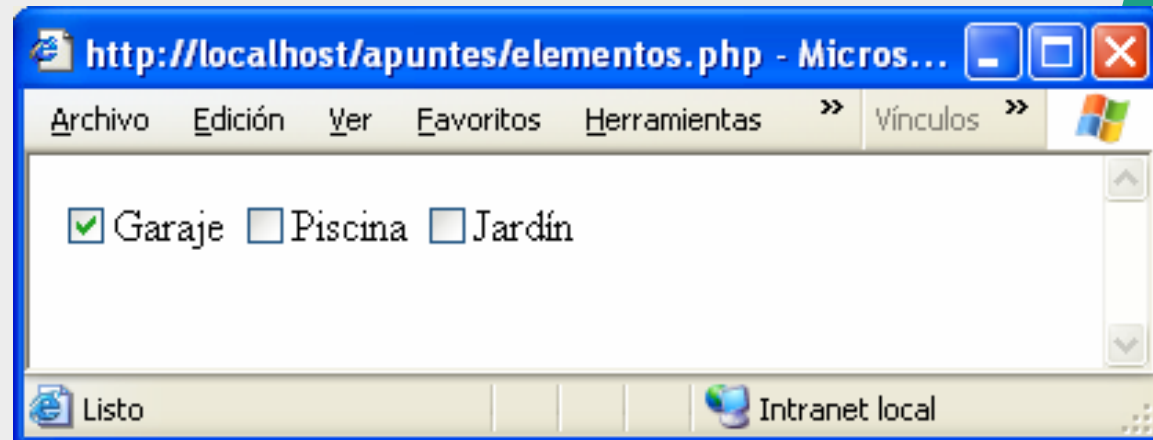 http://localhost/apuntes/elementos.php - Micros...
Archivo Edición Ver Favoritos Herramientas » Vínculos »
Garaje Piscina Jardín
Listo Intranet local